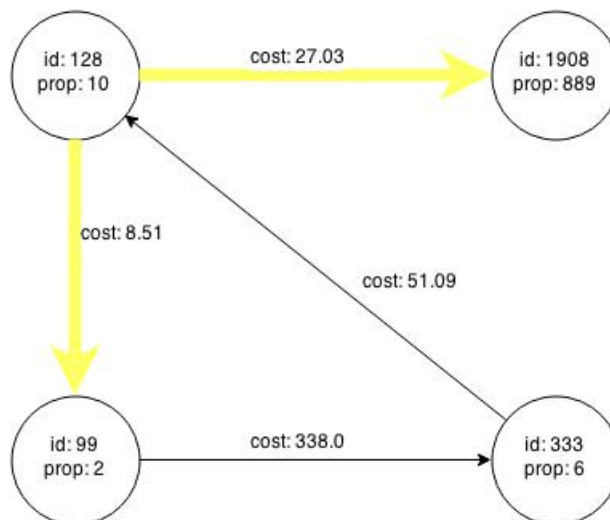 id: 128
prop: 10
cost: 27.03
id: 1908
prop: 889
cost: 8.51
cost: 51.09
id: 99
prop: 2
cost: 338.0
id: 333
prop: 6